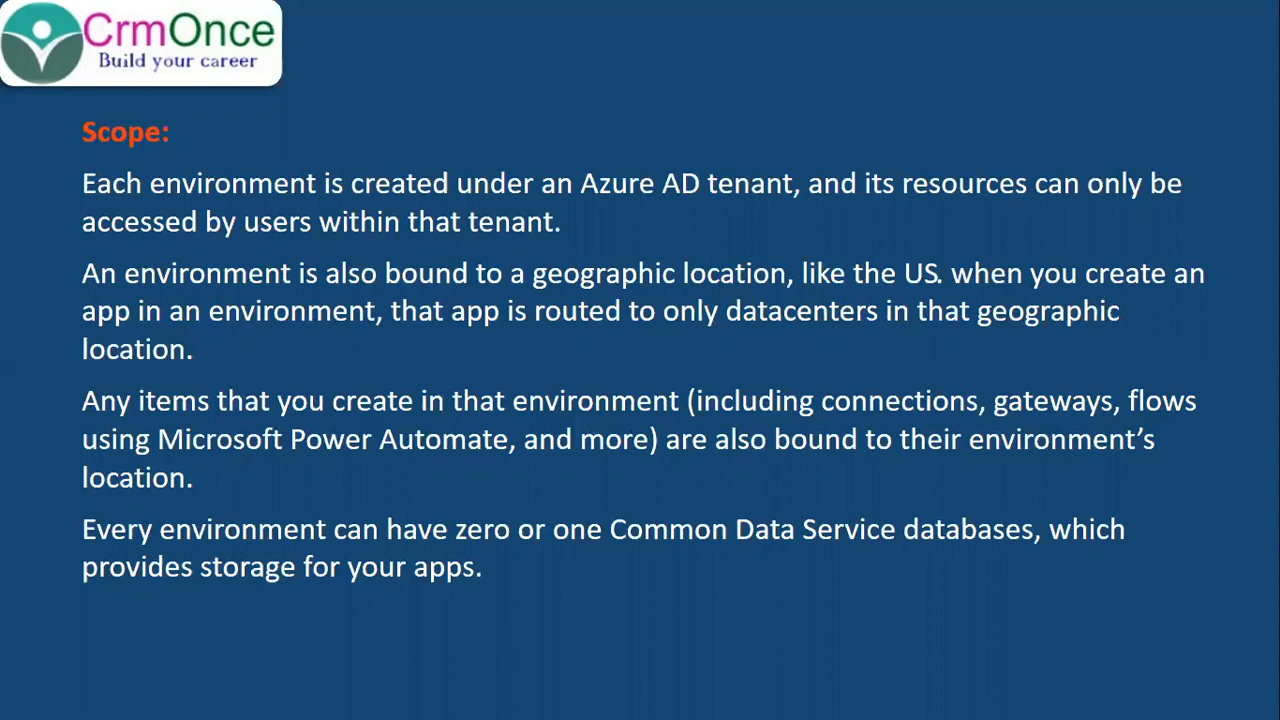 CrmOnce
Build your career
Scope:
Each environment is created under an Azure AD tenant, and its resources can only be
accessed by users within that tenant.
An environment is also bound to a geographic location, like the US. when you create an
app in an environment, that app is routed to only datacenters in that geographic
location.
Any items that you create in that environment (including connections, gateways, flows
using Microsoft Power Automate, and more) are also bound to their environment’s
location.
Every environment can have zero or one Common Data Service databases, which
provides storage for your apps.